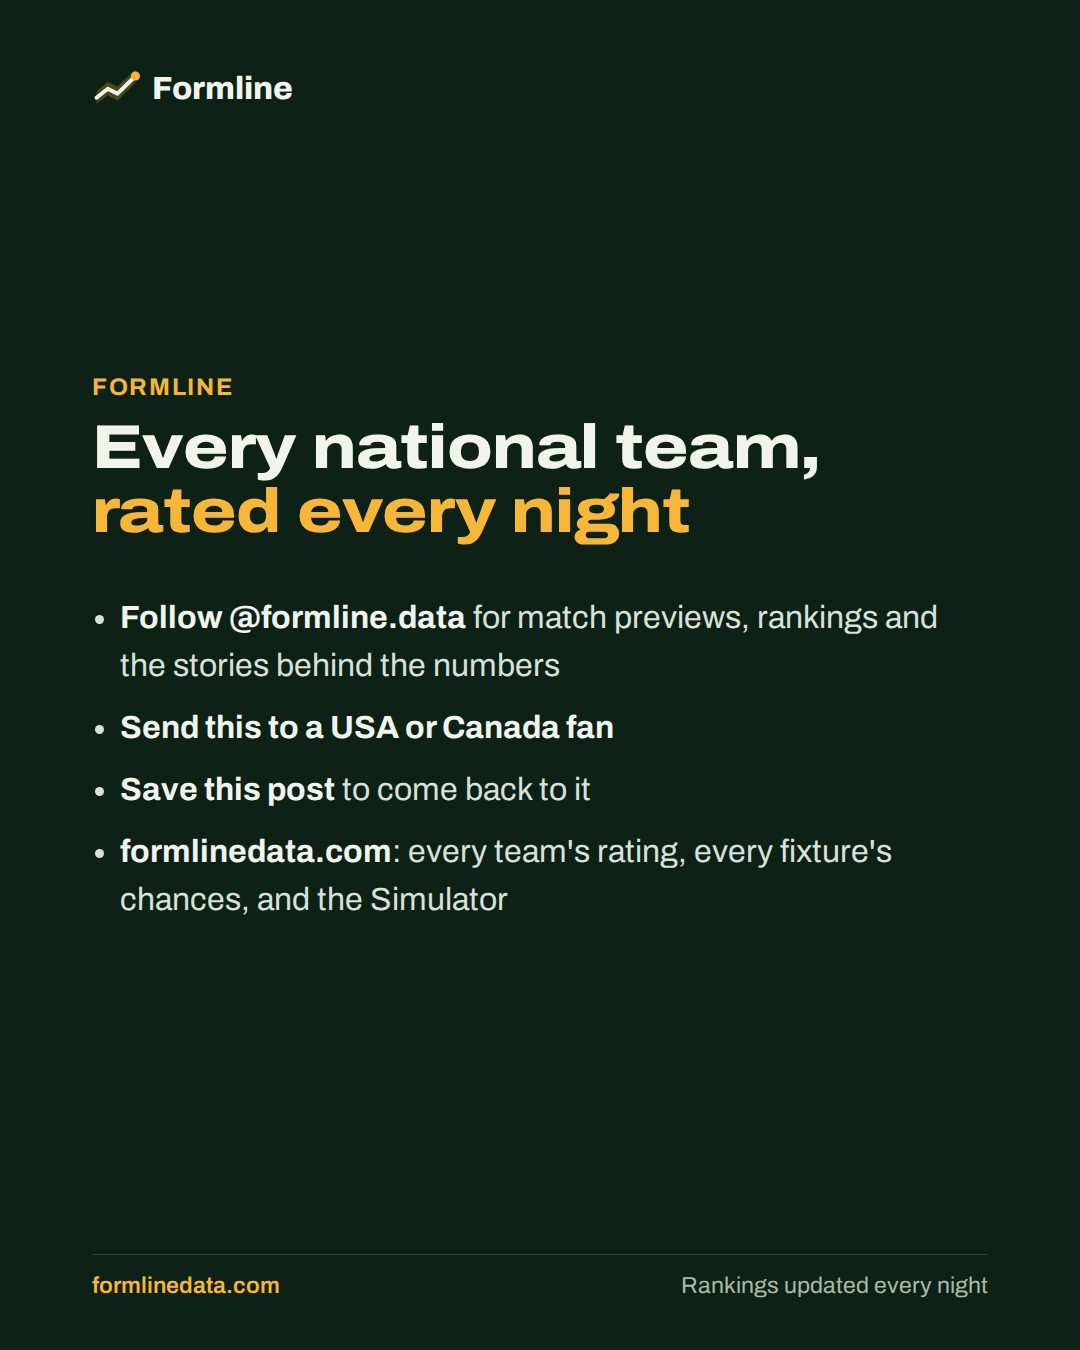 Formline
FORMLINE
Every national team,
rated every night
• Follow @formline.data for match previews, rankings and
the stories behind the numbers
• Send this to a USA or Canada fan
• Save this post to come back to it
• formlinedata.com: every team's rating, every fixture's
chances, and the Simulator
formlinedata.com
Rankings updated every night